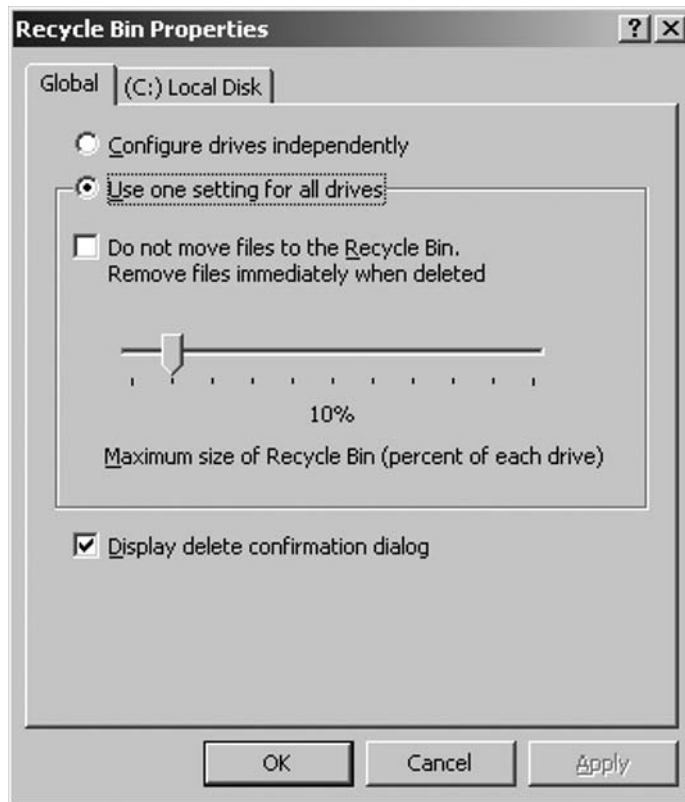 Recycle Bin Properties
Global (C:) Local Disk
Configure drives independently
Use one setting for all drives
Do not move files to the Recycle Bin.
Remove files immediately when deleted
10%
Maximum size of Recycle Bin (percent of each drive)
Display delete confirmation dialog
OK Cancel Apply